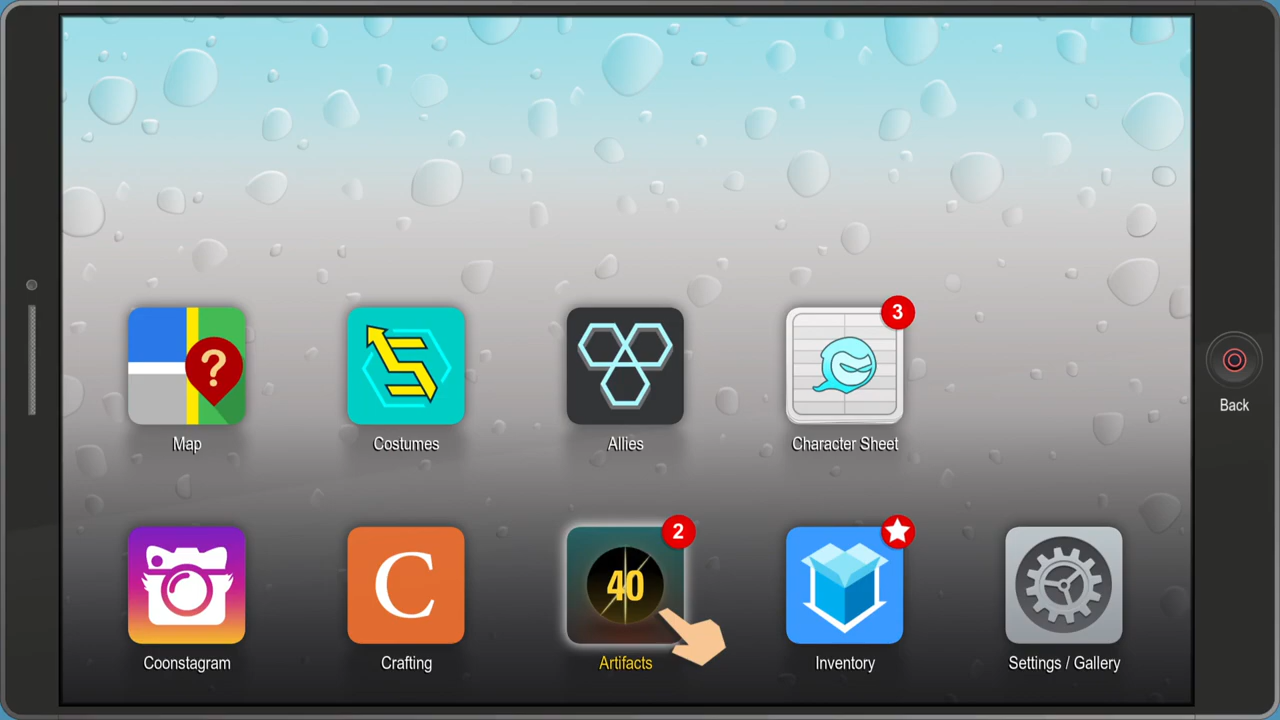 ?
3
Map
Costumes
Allies
Character Sheet
Back
2
40
C
Coonstagram
Crafting
Artifacts
Inventory
Settings / Gallery